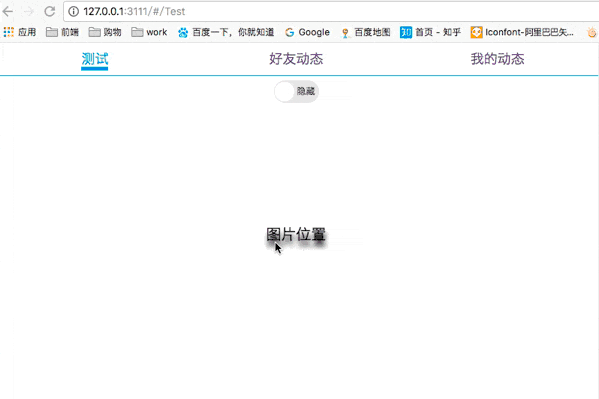 127.0.0.1:3111/#/Test
应用 前端 购物 work 百度一下，你就知道 Google 百度地图 知 首页 - 知乎 Iconfont-阿里巴巴矢...
测试 好友动态 我的动态
隐藏
图片位置